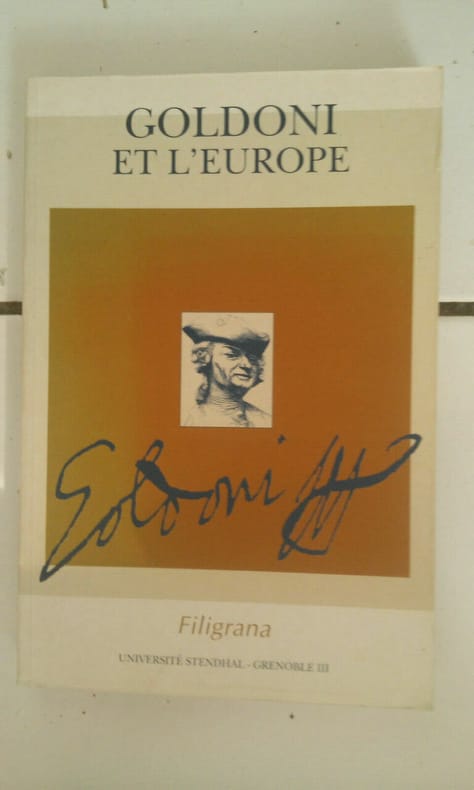 GOLDONI
ET L'EUROPE
Goldoni
Filigrana
UNIVERSITÉ STENDHAL - GRENOBLE III